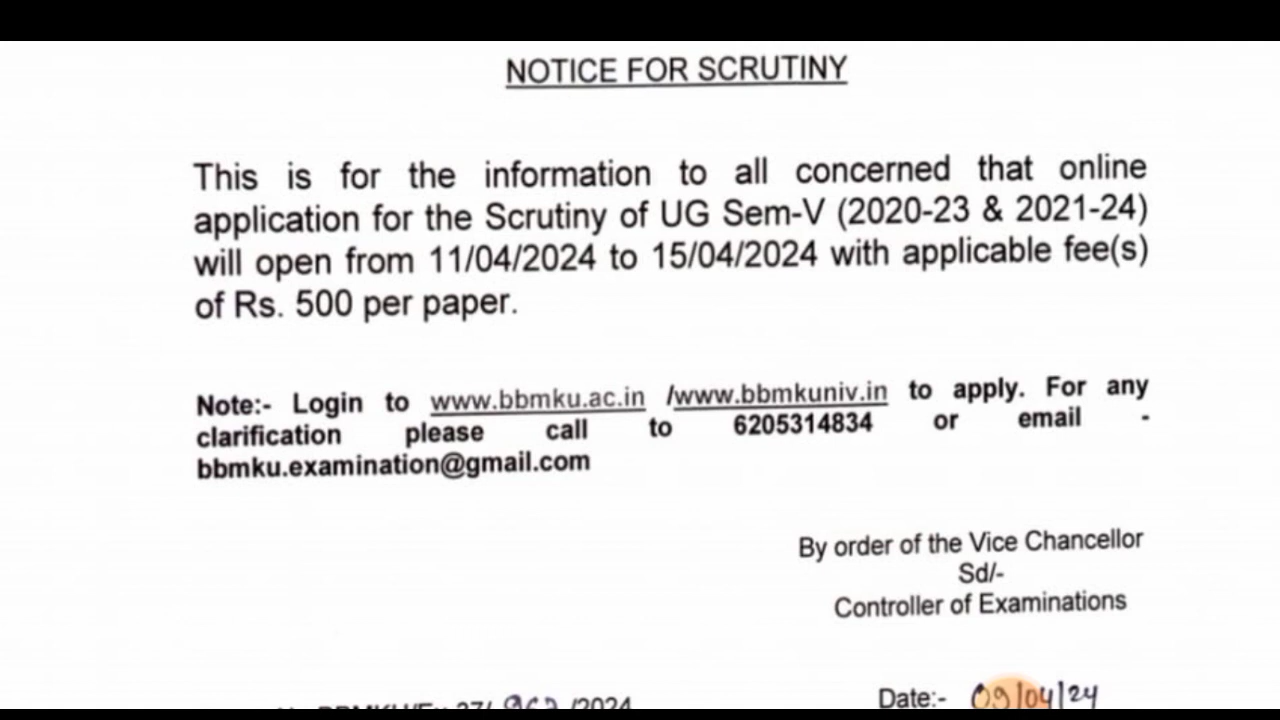 NOTICE FOR SCRUTINY
This is for the information to all concerned that online
application for the Scrutiny of UG Sem-V (2020-23 & 2021-24)
will open from 11/04/2024 to 15/04/2024 with applicable fee(s)
of Rs. 500 per paper.
Note:- Login to www.bbmku.ac.in /www.bbmkuniv.in to apply. For any
clarification please call to 6205314834 or email -
bbmku.examination@gmail.com
By order of the Vice Chancellor
Sd/-
Controller of Examinations
Date:- 09/04/24
/2024